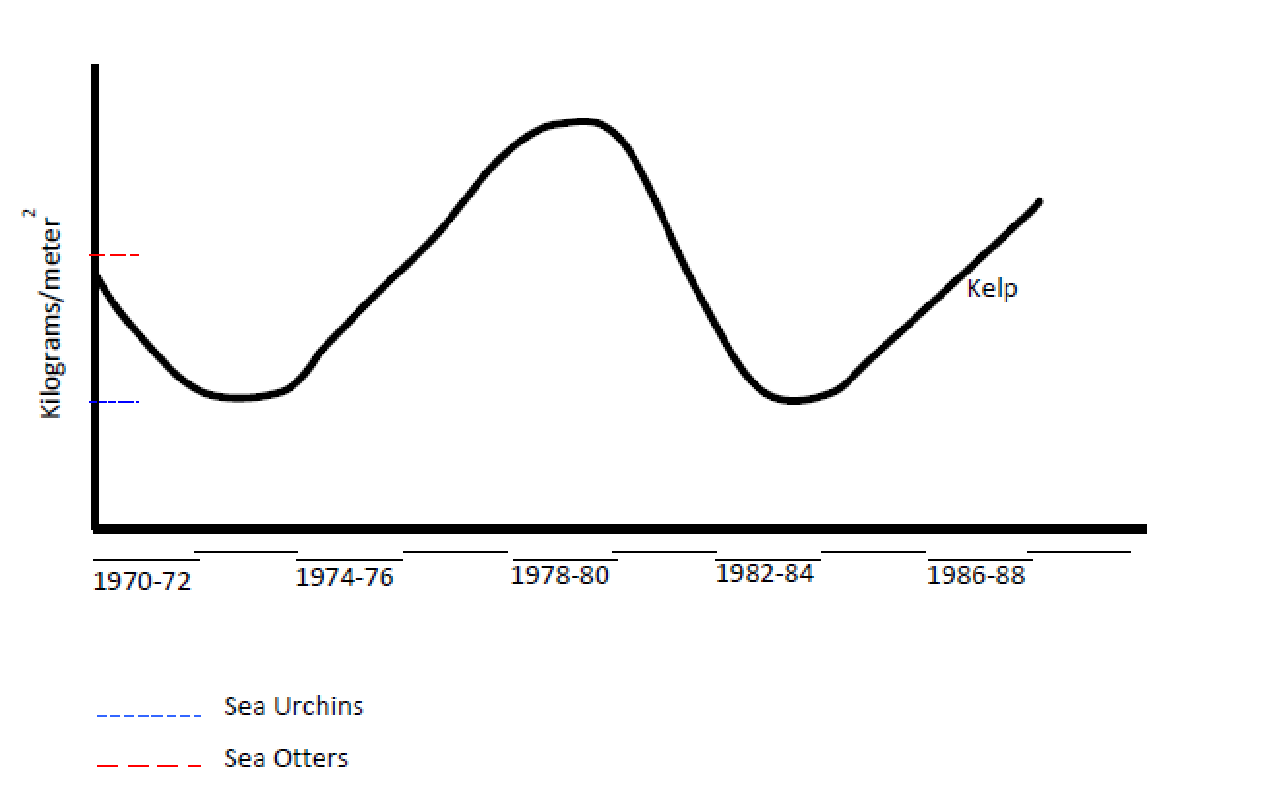 Kilograms/meter 2
Kelp
1970-72 1974-76 1978-80 1982-84 1986-88
Sea Urchins
Sea Otters